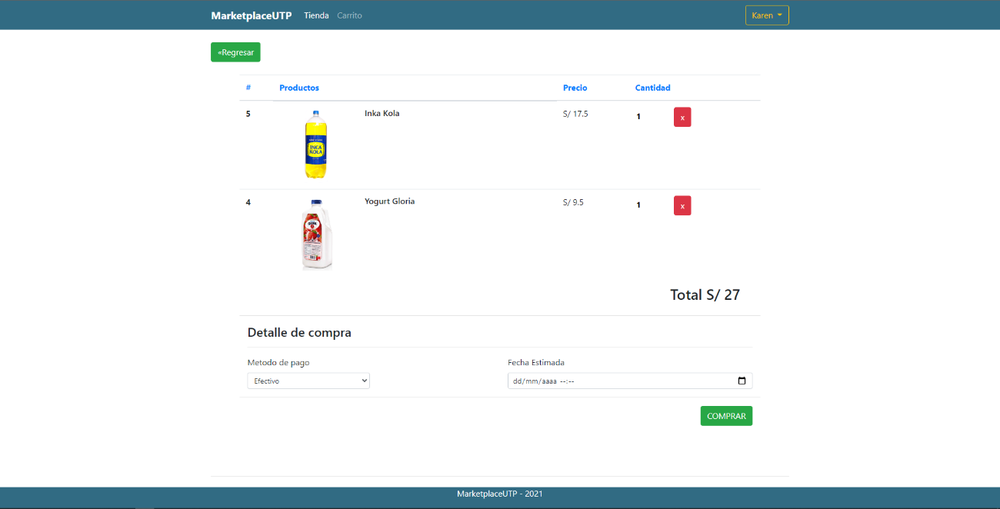 MarketplaceUTP Tienda Carrito Karen
«Regresar
# Productos Precio Cantidad
5 Inka Kola S/ 17.5 1 x
INCA
KOLA
4 Yogurt Gloria S/ 9.5 1 x
Total S/ 27
Detalle de compra
Metodo de pago Fecha Estimada
Efectivo dd/mm/aaaa --:--
COMPRAR
MarketplaceUTP - 2021